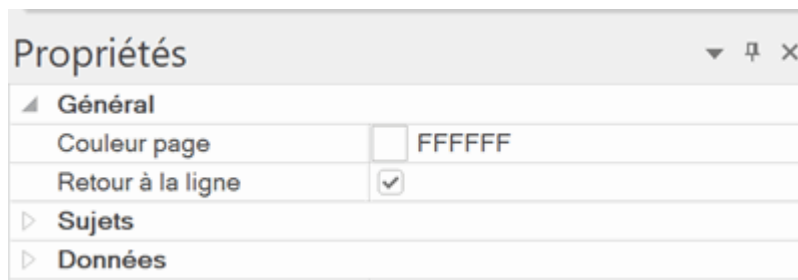 Propriétés
Général
Couleur page FFFFFF
Retour à la ligne
Sujets
Données